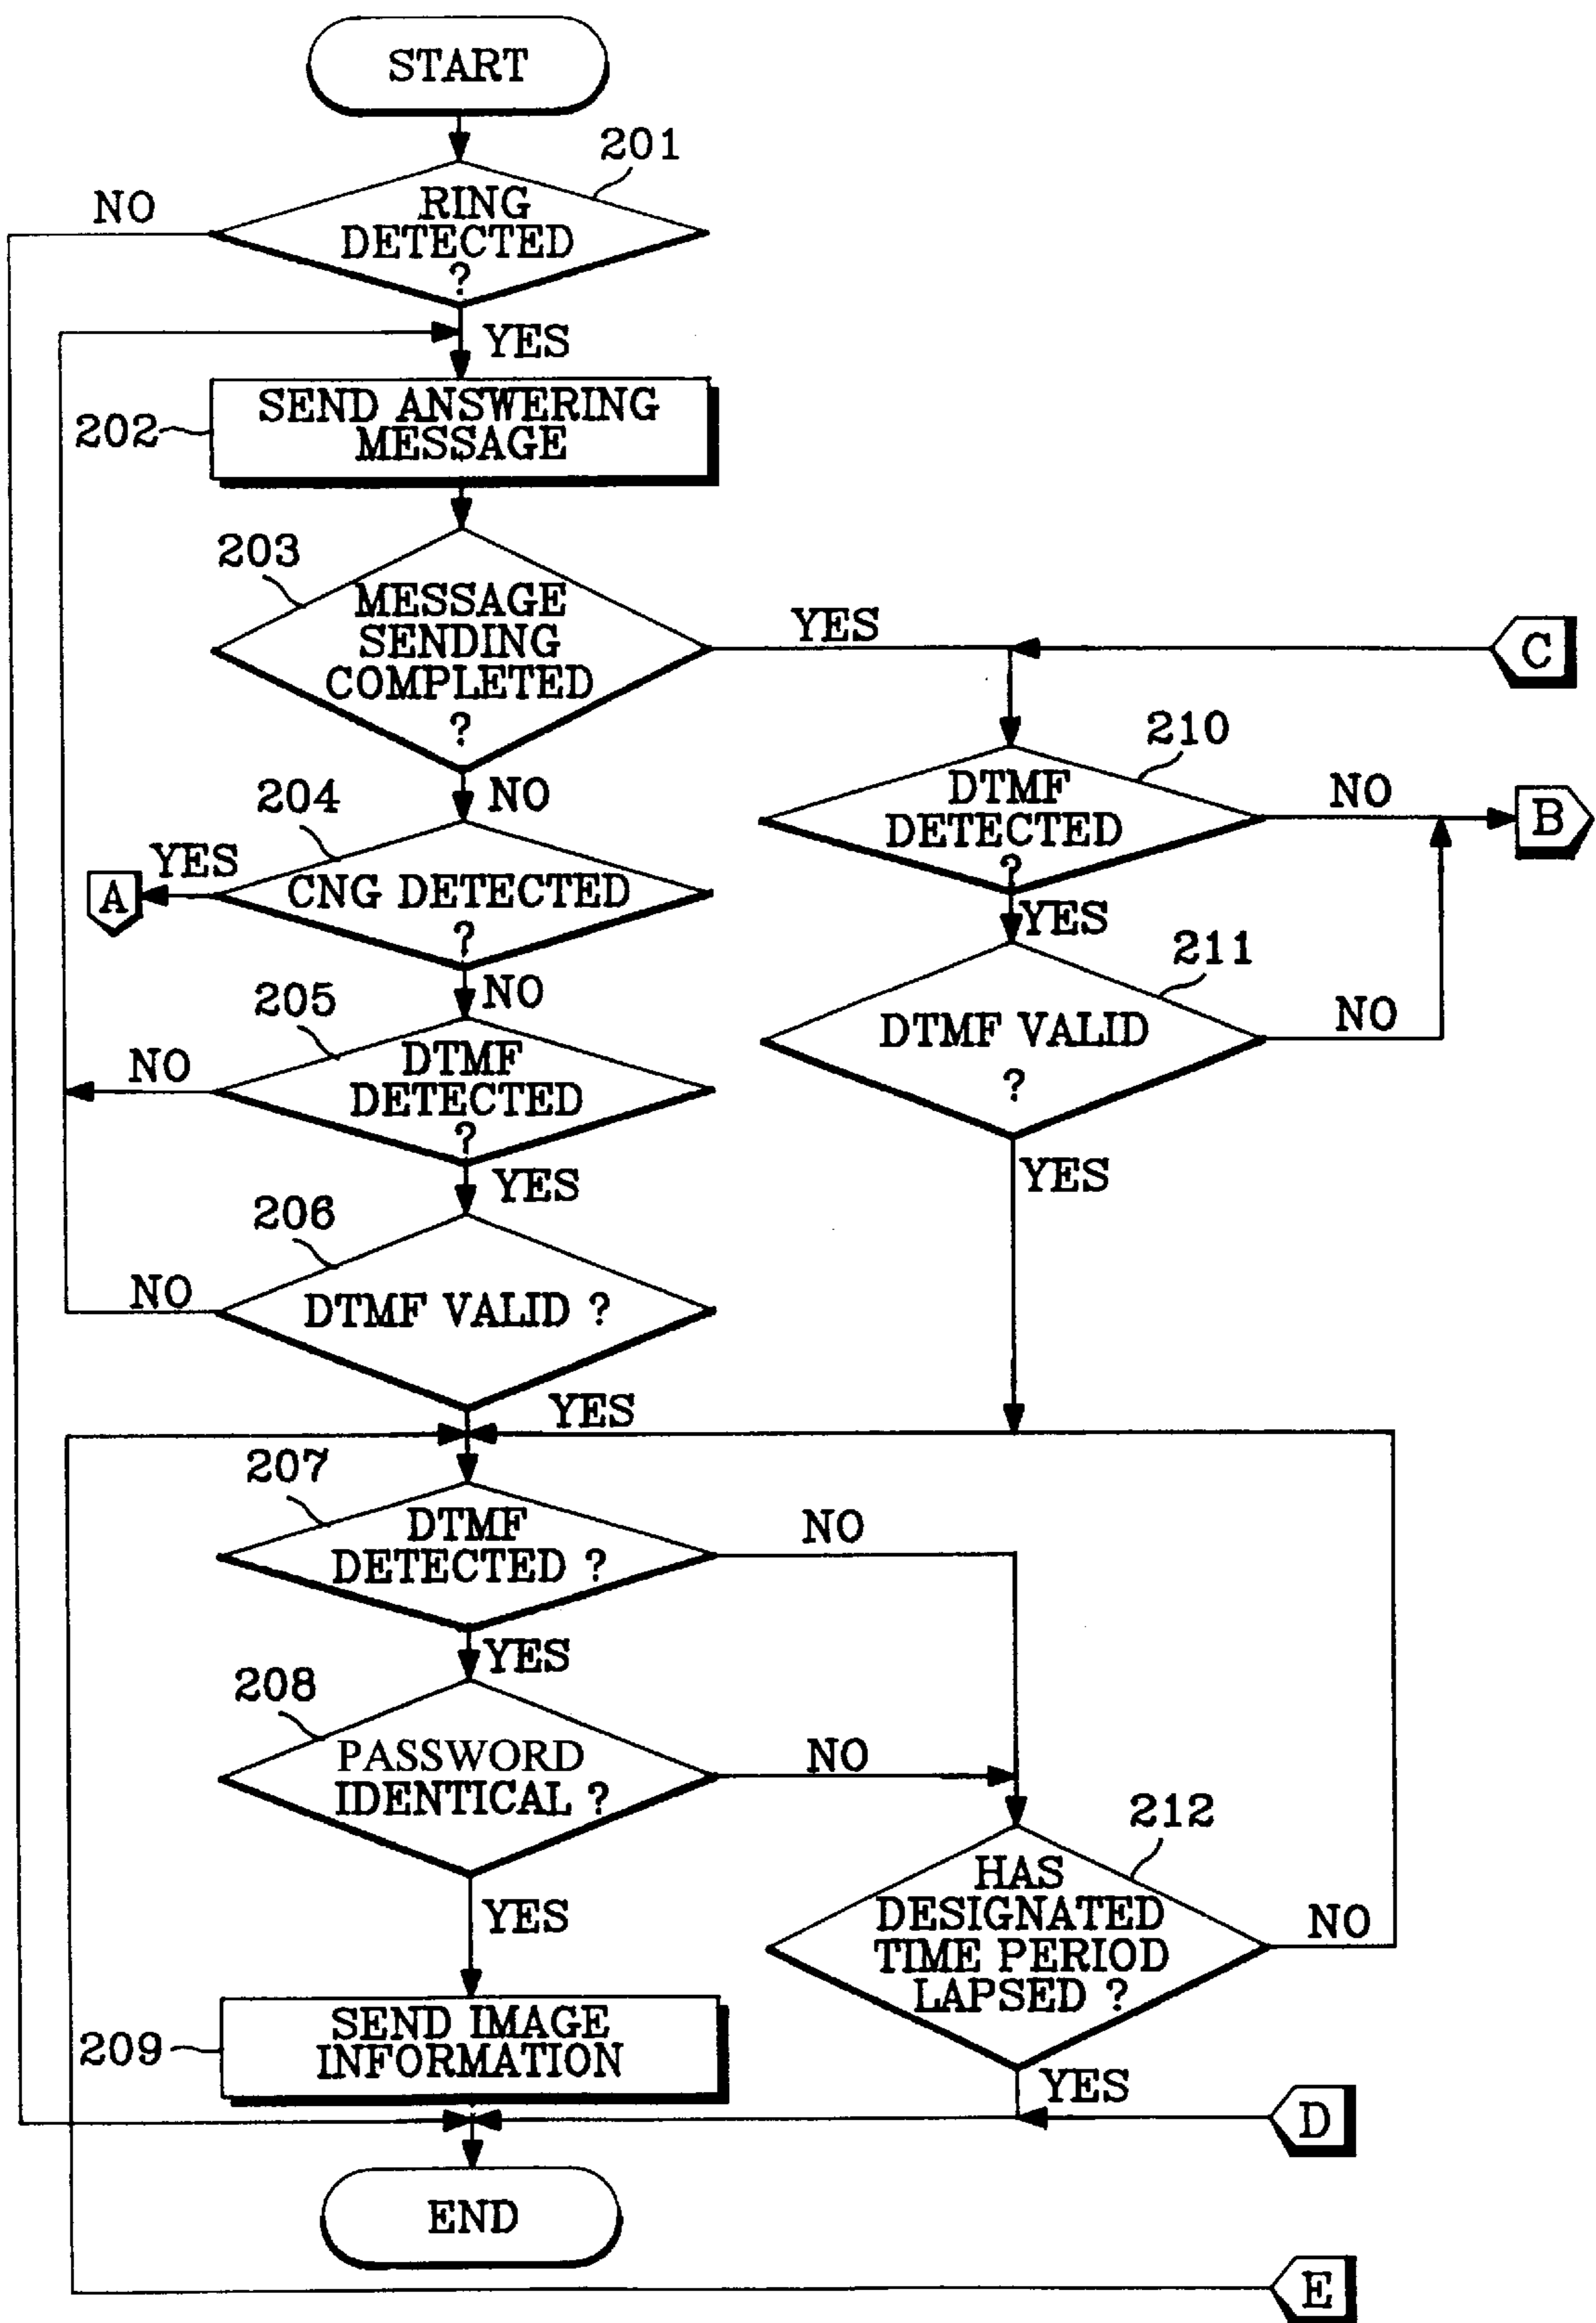 START
201
NO
RING
DETECTED
?
YES
202
SEND ANSWERING
MESSAGE
203
MESSAGE
SENDING
COMPLETED
?
YES
C
NO
210
DTMF
DETECTED
?
NO
B
204
YES
A
CNG DETECTED
?
YES
211
NO
205
DTMF VALID
?
NO
NO
DTMF
DETECTED
?
YES
YES
206
NO
DTMF VALID ?
YES
207
DTMF
DETECTED ?
NO
YES
208
PASSWORD
IDENTICAL ?
NO
212
HAS
DESIGNATED
TIME PERIOD
LAPSED ?
NO
YES
209
SEND IMAGE
INFORMATION
YES
D
END
E